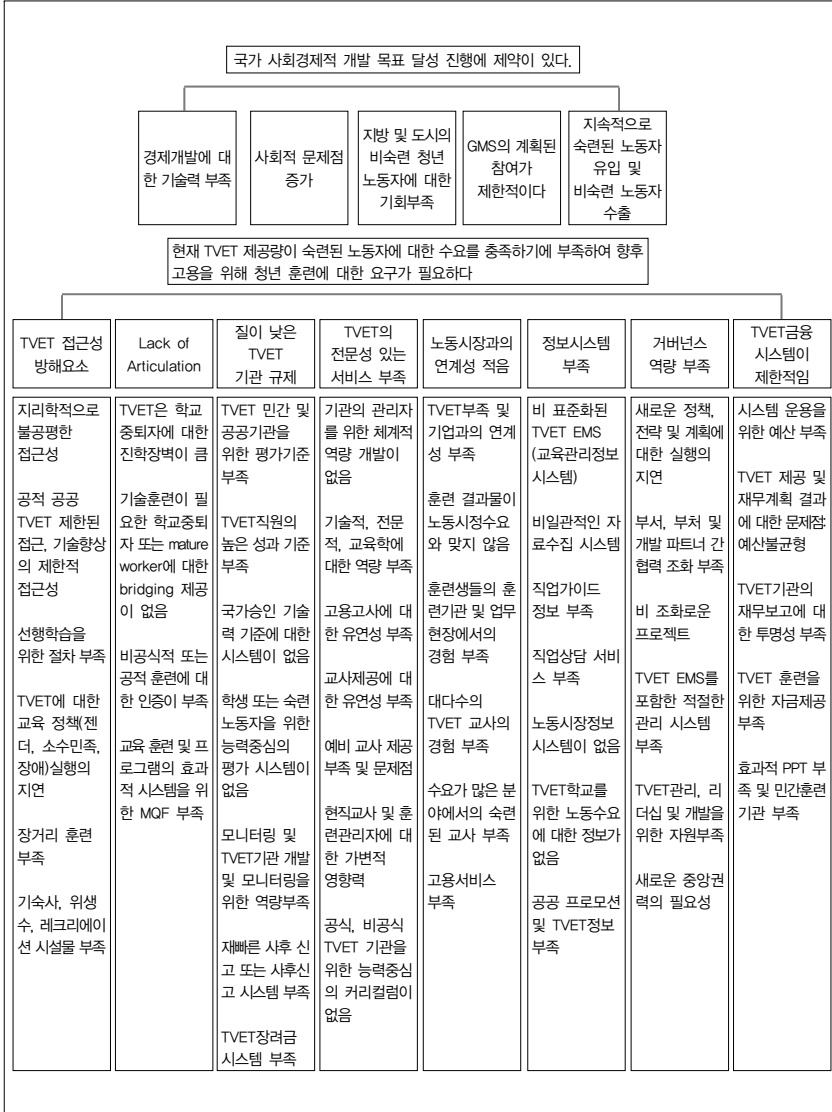 국가 사회경제적 개발 목표 달성 진행에 제약이 있다.
경제개발에 대
한 기술력 부족
사회적 문제점
증가
지방 및 도시의
비숙련 청년
노동자에 대한
기회부족
GMS의 계획된
참여가
제한적이다
지속적으로
숙련된 노동자
유입 및
비숙련 노동자
수출
현재 TVET 제공량이 숙련된 노동자에 대한 수요를 충족하기에 부족하여 향후
고용을 위해 청년 훈련에 대한 요구가 필요하다
TVET 접근성
방해요소
지리학적으로
불공평한
접근성
공적 공공
TVET 제한된
접근, 기술향상
의 제한적
접근성
선행학습을
위한 절차 부족
TVET에 대한
교육 정책(젠
더, 소수민족,
장애)실행의
지연
장거리 훈련
부족
기숙사, 위생
수, 레크리에이
션 시설물 부족
Lack of
Articulation
TVET은 학교
중퇴자에 대한
진학장벽이 큼
기술훈련이 필
요한 학교중퇴
자 또는 mature
worker에 대한
bridging 제공
이 없음
비공식적 또는
공적 훈련에 대
한 인증이 부족
교육 훈련 및 프
로그램의 효과
적 시스템을 위
한 MQF 부족
질이 낮은
TVET
기관 규제
TVET 민간 및
공공기관을
위한 평가기준
부족
TVET직원의
높은 성과 기준
부족
국가승인 기술
력 기준에 대한
시스템이 없음
학생 또는 숙련
노동자을 위한
능력중심의
평가 시스템이
없음
모니터링 및
TVET기관 개발
및 모니터링을
위한 역량부족
재빠른 사후 신
고 또는 사후신
고 시스템 부족
TVET장려금
시스템 부족
TVET의
전문성 있는
서비스 부족
기관의 관리자
를 위한 체계적
역량 개발이
없음
기술적, 전문
적, 교육학에
대한 역량 부족
고용고사에 대
한 유연성 부족
교사제공에 대
한 유연성 부족
예비 교사 제공
부족 및 문제점
현직교사 및 훈
련관리자에 대
한 가변적
영향력
공식, 비공식
TVET 기관을
위한 능력중심
의 커리컬럼이
없음
노동시장과의
연계성 적음
TVET부족 및
기업과의 연계
성 부족
훈련 결과물이
노동시정수요
와 맞지 않음
훈련생들의 훈
련기관 및 업무
현장에서의
경험 부족
대다수의
TVET 교사의
경험 부족
수요가 많은 분
야에서의 숙련
된 교사 부족
고용서비스
부족
정보시스템
부족
비 표준화된
TVET EMS
(교육관리정보
시스템)
비일관적인 자
료수집 시스템
직업가이드
정보 부족
직업상담 서비
스 부족
노동시장정보
시스템이 없음
TVET학교를
위한 노동수요
에 대한 정보가
없음
공공 프로모션
및 TVET정보
부족
거버넌스
역량 부족
새로운 정책,
전략 및 계획에
대한 실행의
지연
부서, 부처 및
개발 파트너 간
협력 조화 부족
비 조화로운
프로젝트
TVET EMS를
포함한 적절한
관리 시스템
부족
TVET관리, 리
더십 및 개발을
위한 자원부족
새로운 중앙권
력의 필요성
TVET금융
시스템이
제한적임
시스템 운용을
위한 예산 부족
TVET 제공 및
재무계획 결과
에 대한 문제점
예산불균형
TVET기관의
재무보고에 대
한 투명성 부족
TVET 훈련을
위한 자금제공
부족
효과적 PPT 부
족 및 민간훈련
기관 부족